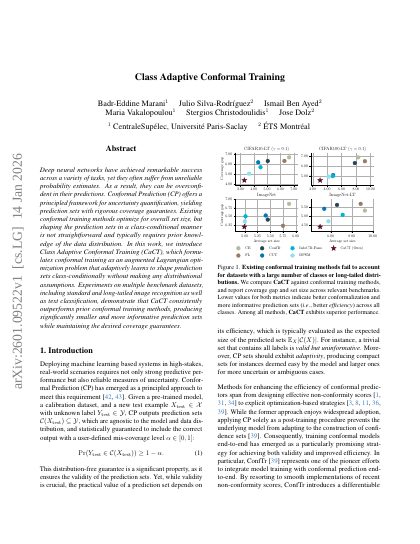 Class Adaptive Conformal Training
Badr-Eddine Marani¹ Julio Silva-Rodríguez² Ismail Ben Ayed²
Maria Vakalopoulou¹ Stergios Christodoulidis¹ Jose Dolz²
¹ CentraleSupélec, Université Paris-Saclay ² ÉTS Montréal
arXiv:2601.09522v1 [cs.LG] 14 Jan 2026
Abstract
Deep neural networks have achieved remarkable success
across a variety of tasks, yet they often suffer from unreliable
probability estimates. As a result, they can be overconfi-
dent in their predictions. Conformal Prediction (CP) offers a
principled framework for uncertainty quantification, yielding
prediction sets with rigorous coverage guarantees. Existing
conformal training methods optimize for overall set size, but
shaping the prediction sets in a class-conditional manner
is not straightforward and typically requires prior knowl-
edge of the data distribution. In this work, we introduce
Class Adaptive Conformal Training (CaCT), which formu-
lates conformal training as an augmented Lagrangian opti-
mization problem that adaptively learns to shape prediction
sets class-conditionally without making any distributional
assumptions. Experiments on multiple benchmark datasets,
including standard and long-tailed image recognition as well
as text classification, demonstrate that CaCT consistently
outperforms prior conformal training methods, producing
significantly smaller and more informative prediction sets
while maintaining the desired coverage guarantees.
1. Introduction
Deploying machine learning based systems in high-stakes,
real-world scenarios requires not only strong predictive per-
formance but also reliable measures of uncertainty. Confor-
mal Prediction (CP) has emerged as a principled approach to
meet this requirement [42, 43]. Given a pre-trained model,
a calibration dataset, and a new test example X_test ∈ X
with unknown label Y_test ∈ Y, CP outputs prediction sets
C(X_test) ⊆ Y, which are agnostic to the model and data
distribution, and statistically guaranteed to include the correct
output with a user-defined mis-coverage level α ∈ [0, 1]:
Pr(Y_test ∈ C(X_test)) ≥ 1 − α. (1)
This distribution-free guarantee is a significant property, as it
ensures the validity of the prediction sets. Yet, while validity
is crucial, the practical value of a prediction set depends on
Coverage gap
Average set size
Figure 1. Existing conformal training methods fail to account
for datasets with a large number of classes or long-tailed distri-
butions. We compare CaCT against conformal training methods,
and report coverage gap and set size across relevant benchmarks.
Lower values for both metrics indicate better conformalization and
more informative prediction sets (i.e., better efficiency) across all
classes. Among all methods, CaCT exhibits superior performance.
its efficiency, which is typically evaluated as the expected
size of the predicted sets E_X[|C(X)|]. For instance, a trivial
set that contains all labels is valid but uninformative. More-
over, CP sets should exhibit adaptivity, producing compact
sets for instances deemed easy by the model and larger ones
for more uncertain or ambiguous cases.
Methods for enhancing the efficiency of conformal predic-
tors span from designing effective non-conformity scores [1,
31, 34] to explicit optimization-based strategies [3, 8, 11, 36,
39]. While the former approach enjoys widespread adoption,
applying CP solely as a post-training procedure prevents the
underlying model from adapting to the construction of confi-
dence sets [39]. Consequently, training conformal models
end-to-end has emerged as a particularly promising strat-
egy for achieving both validity and improved efficiency. In
particular, ConfTr [39] represents one of the pioneer efforts
to integrate model training with conformal prediction end-
to-end. By resorting to smooth implementations of recent
non-conformity scores, ConfTr introduces a differentiable